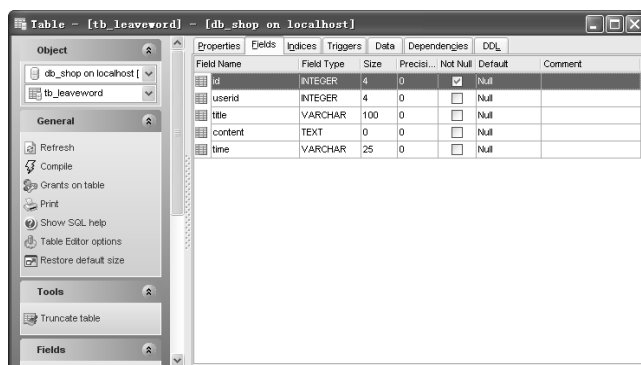 Table - [tb_leaveword] - [db_shop on localhost]
Object
db_shop on localhost [
tb_leaveword
General
Refresh
Compile
Grants on table
Print
Show SQL help
Table Editor options
Restore default size
Tools
Truncate table
Fields
Properties Fields Indices Triggers Data Dependencies DDL
Field Name Field Type Size Precisi... Not Null Default Comment
id INTEGER 4 0 Null
userid INTEGER 4 0 Null
title VARCHAR 100 0 Null
content TEXT 0 0 Null
time VARCHAR 25 0 Null